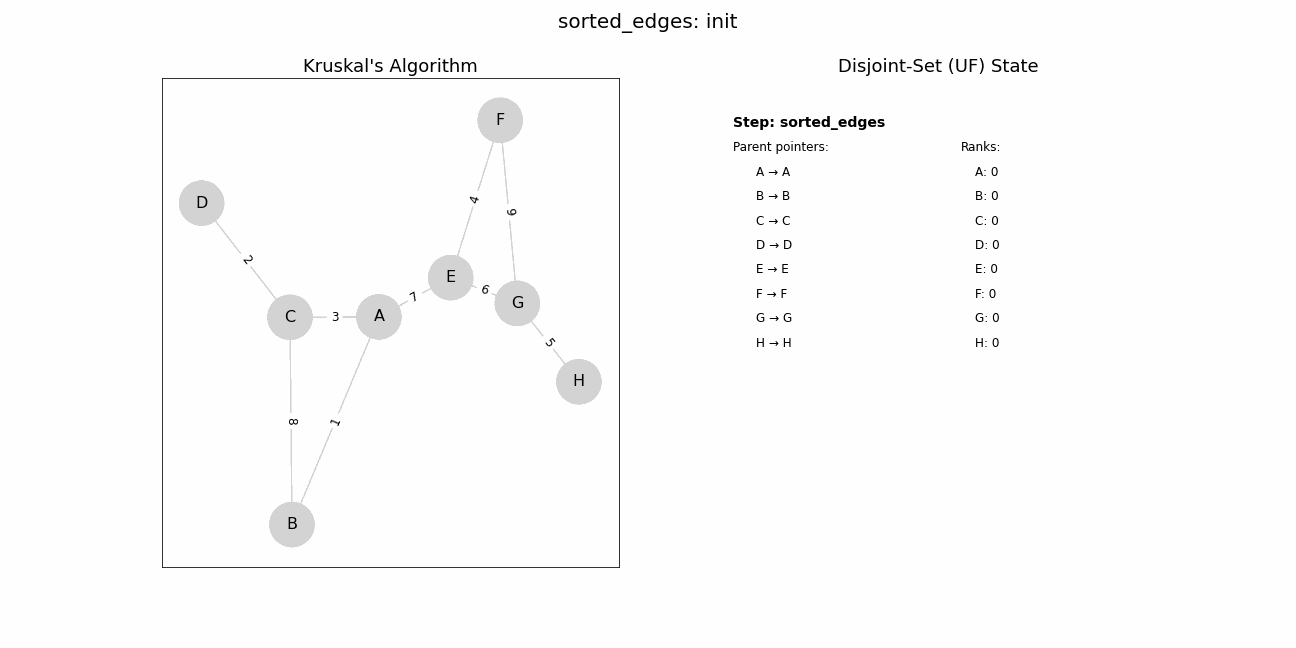 sorted_edges: init
Kruskal's Algorithm
F
D
4
9
2
E
7
6
G
C
3
A
5
H
8
1
B
Disjoint-Set (UF) State
Step: sorted_edges
Parent pointers: Ranks:
A → A A: 0
B → B B: 0
C → C C: 0
D → D D: 0
E → E E: 0
F → F F: 0
G → G G: 0
H → H H: 0